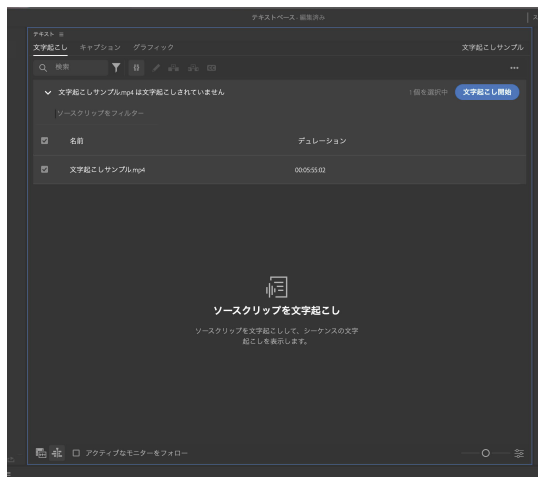 テキストベース - 編集済み
テキスト
文字起こし キャプション グラフィック 文字起こしサンプル
検索
文字起こしサンプル.mp4 は文字起こしされていません 1個を選択中 文字起こし開始
ソースクリップをフィルター
名前 デュレーション
文字起こしサンプル.mp4 00:05:55:02
ソースクリップを文字起こし
ソースクリップを文字起こしして、シーケンスの文字
起こしを表示します。
アクティブなモニターをフォロー